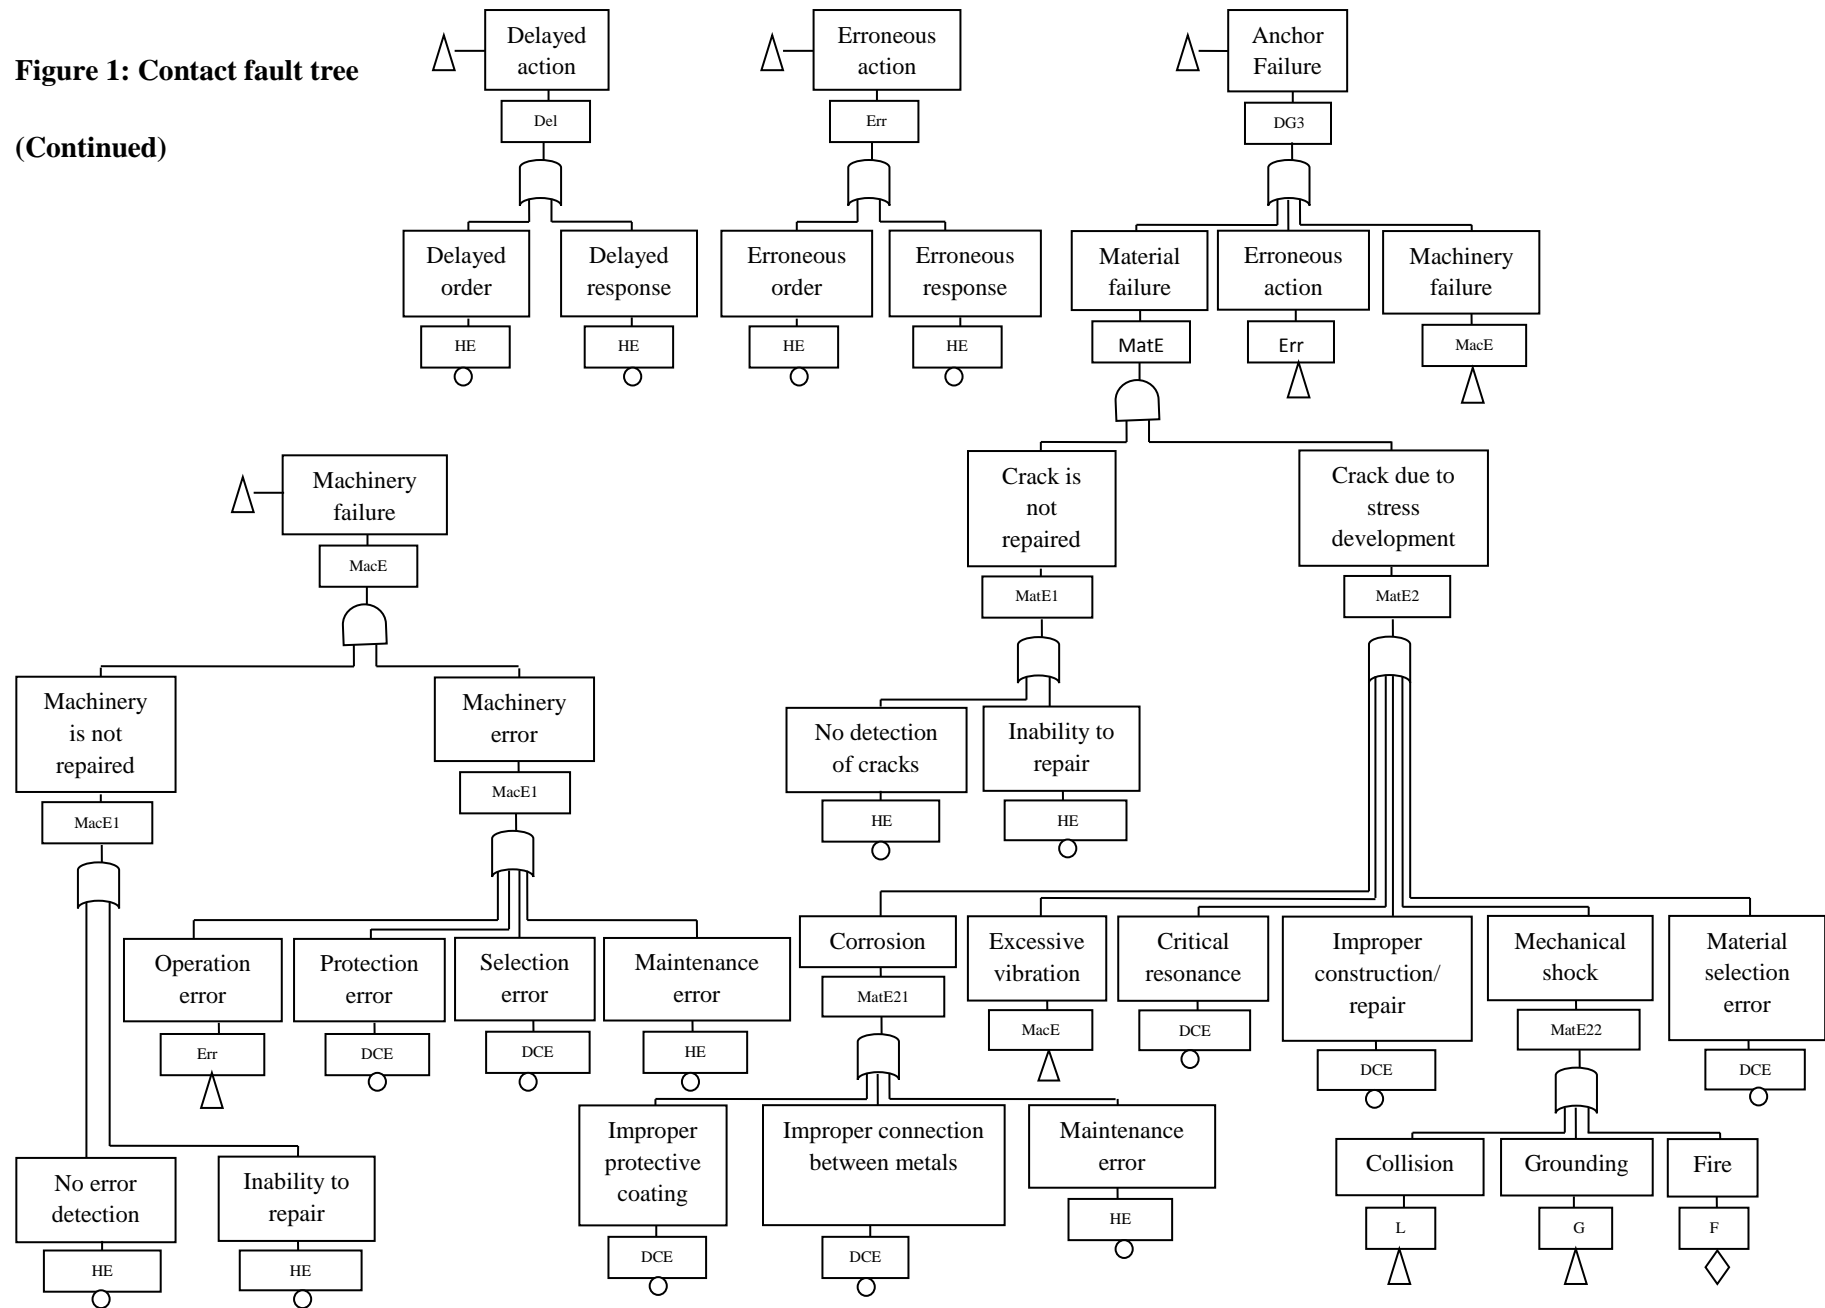 Figure 1: Contact fault tree
(Continued)
Delayed
action
Del
Delayed
order
HE
Delayed
response
HE
Erroneous
action
Err
Erroneous
order
HE
Erroneous
response
HE
Anchor
Failure
DG3
Material
failure
MatE
Erroneous
action
Err
Machinery
failure
MacE
Machinery
failure
MacE
Machinery
is not
repaired
MacE1
Machinery
error
MacE1
Operation
error
Err
Protection
error
DCE
Selection
error
DCE
Maintenance
error
HE
No error
detection
HE
Inability to
repair
HE
Crack is
not
repaired
MatE1
Crack due to
stress
development
MatE2
No detection
of cracks
HE
Inability to
repair
HE
Corrosion
MatE21
Excessive
vibration
MacE
Critical
resonance
DCE
Improper
construction/
repair
DCE
Mechanical
shock
MatE22
Material
selection
error
DCE
Improper
protective
coating
DCE
Improper connection
between metals
DCE
Maintenance
error
HE
Collision
L
Grounding
G
Fire
F